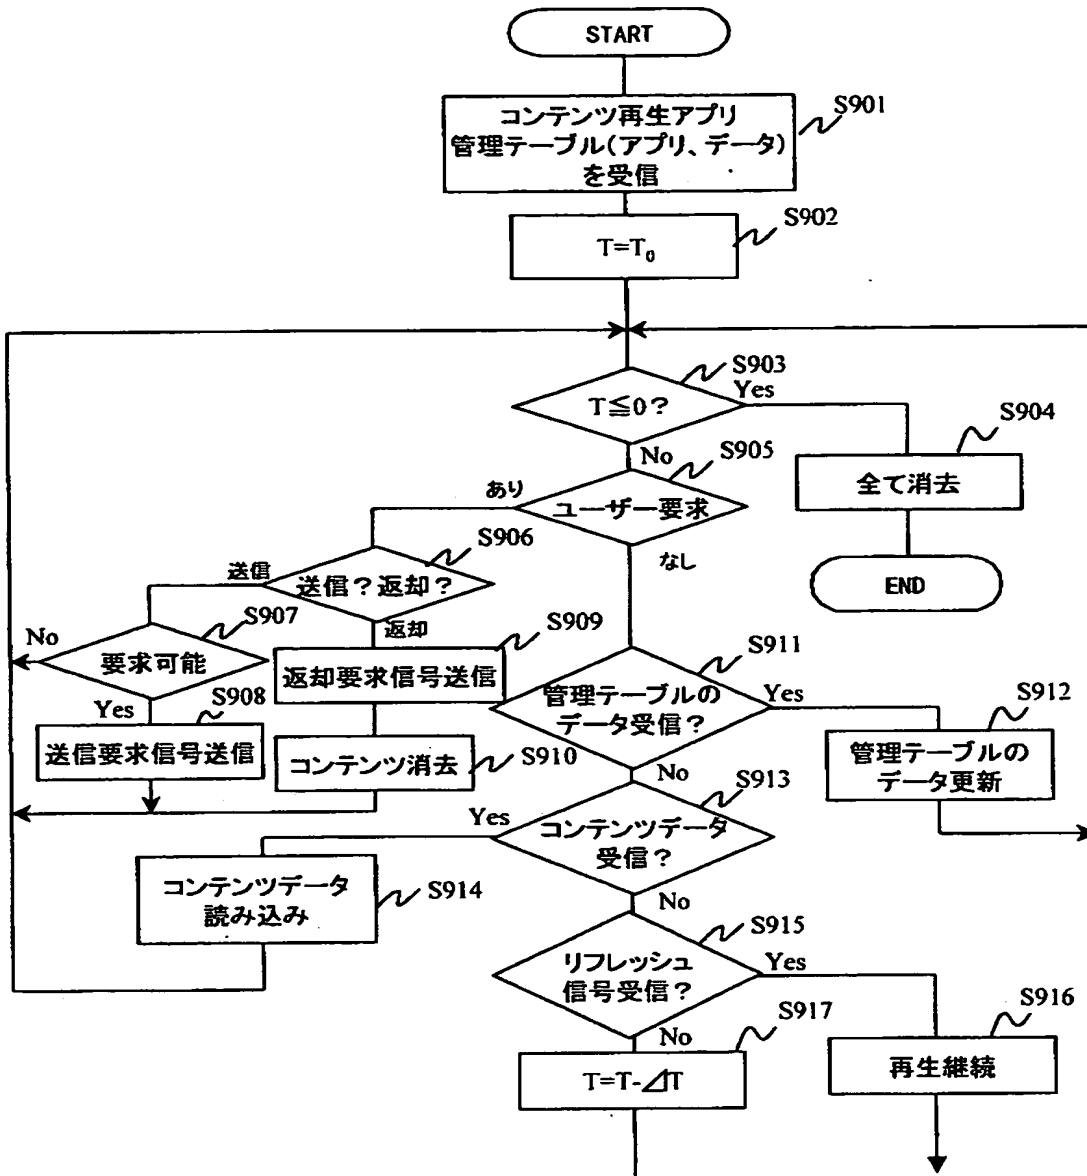 START
S901
コンテンツ再生アプリ
管理テーブル(アプリ、データ)
を受信
S902
T=T₀
S903
T≦0?
Yes
No
S904
全て消去
END
S905
ユーザー要求
あり
なし
S906
送信?返却?
送信
返却
S907
要求可能
No
Yes
S908
送信要求信号送信
S909
返却要求信号送信
S910
コンテンツ消去
S911
管理テーブルの
データ受信?
Yes
No
S912
管理テーブルの
データ更新
S913
コンテンツデータ
受信?
Yes
No
S914
コンテンツデータ
読み込み
S915
リフレッシュ
信号受信?
Yes
No
S916
再生継続
S917
T=T-⊿T